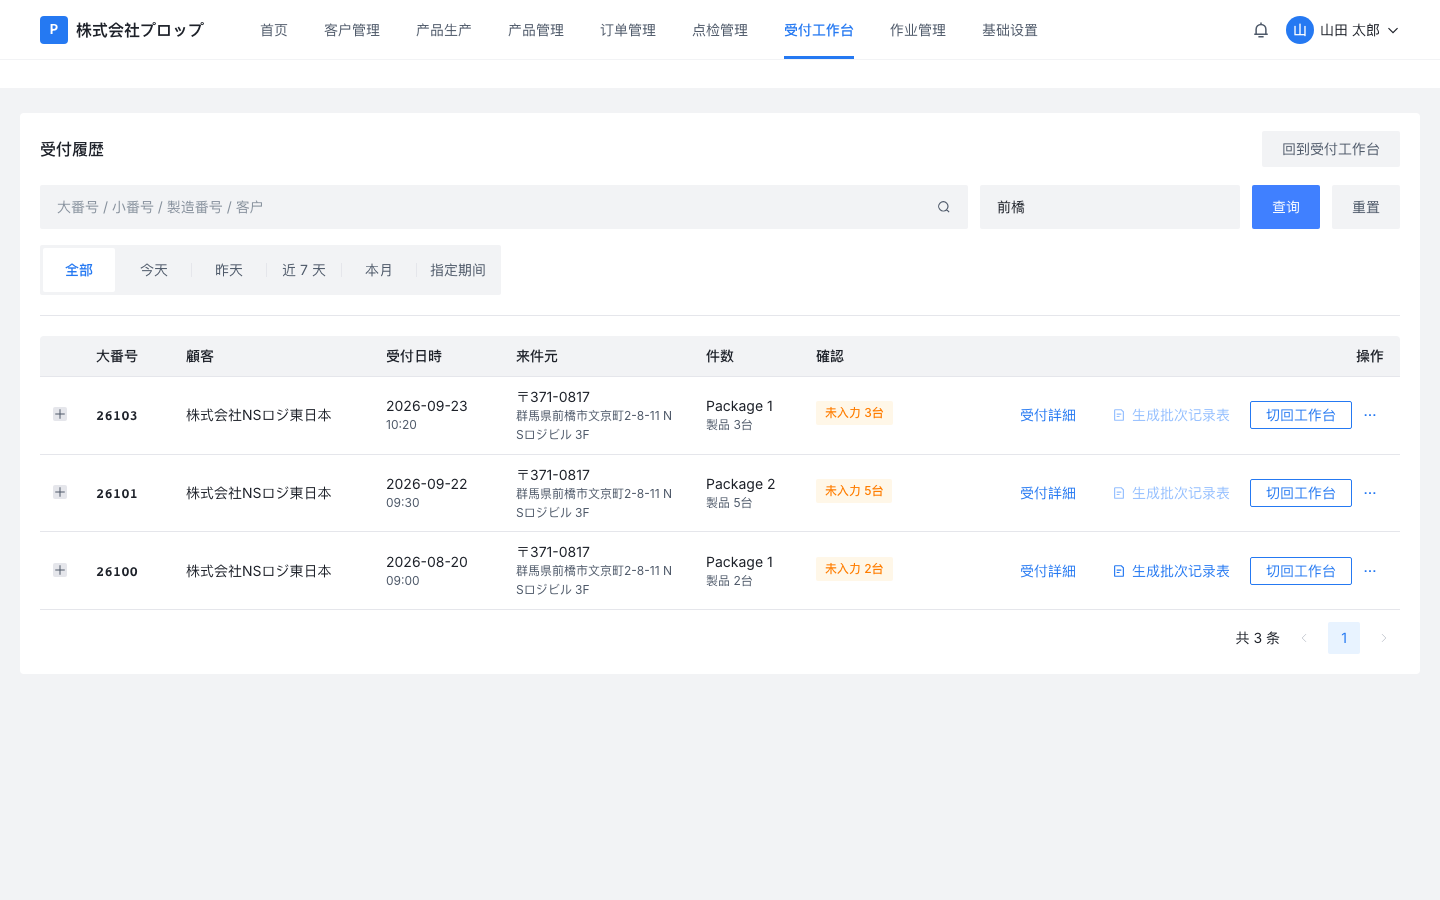 P 株式会社プロップ 首页 客户管理 产品生产 产品管理 订单管理 点检管理 受付工作台 作业管理 基础设置 山 山田 太郎
受付履歴 回到受付工作台
大番号 / 小番号 / 製造番号 / 客户 前橋 查询 重置
全部 今天 昨天 近 7 天 本月 指定期间
大番号 顧客 受付日時 来件元 件数 確認 操作
26103 株式会社NSロジ東日本 2026-09-23 10:20 〒371-0817 群馬県前橋市文京町2-8-11 N Sロジビル 3F Package 1 製品 3台 未入力 3台 受付詳細 生成批次记录表 切回工作台 ...
26101 株式会社NSロジ東日本 2026-09-22 09:30 〒371-0817 群馬県前橋市文京町2-8-11 N Sロジビル 3F Package 2 製品 5台 未入力 5台 受付詳細 生成批次记录表 切回工作台 ...
26100 株式会社NSロジ東日本 2026-08-20 09:00 〒371-0817 群馬県前橋市文京町2-8-11 N Sロジビル 3F Package 1 製品 2台 未入力 2台 受付詳細 生成批次记录表 切回工作台 ...
共 3 条 1